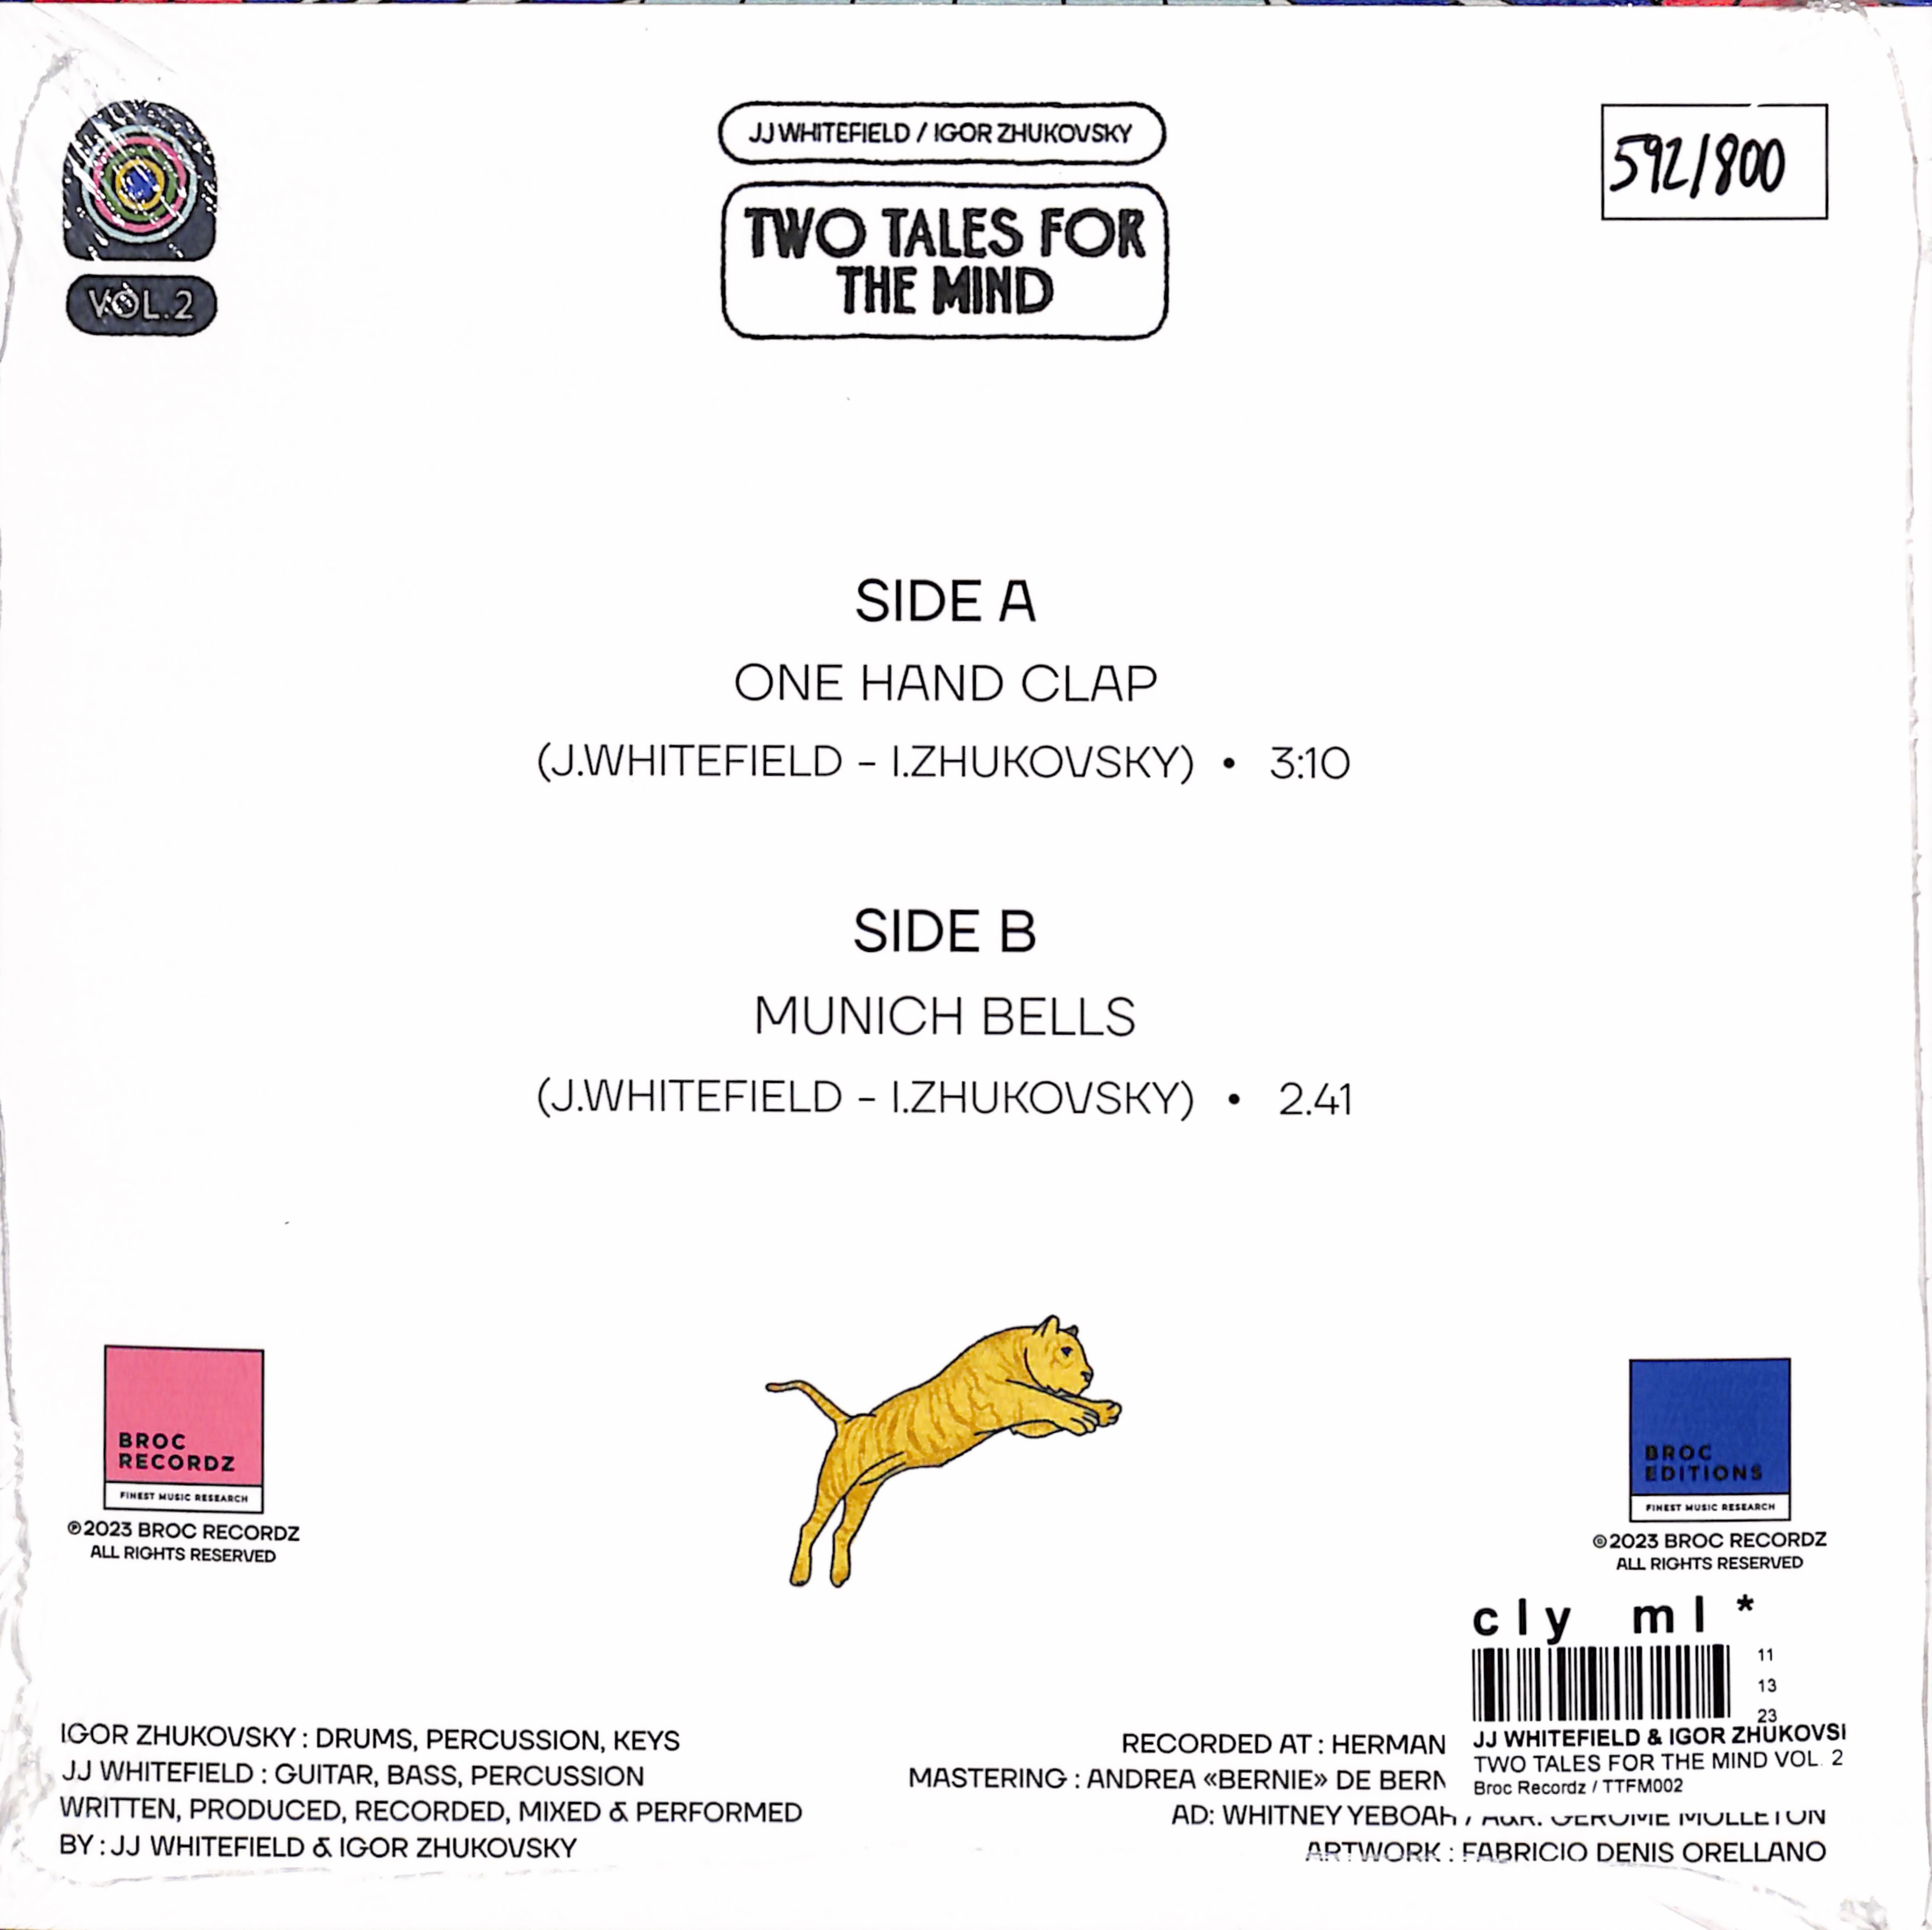 JJ WHITEFIELD / IGOR ZHUKOVSKY
TWO TALES FOR
THE MIND
VOL.2
592/800
SIDE A
ONE HAND CLAP
(J.WHITEFIELD – I.ZHUKOVSKY) • 3:10
SIDE B
MUNICH BELLS
(J.WHITEFIELD – I.ZHUKOVSKY) • 2.41
BROC
RECORDZ
FINEST MUSIC RESEARCH
℗2023 BROC RECORDZ
ALL RIGHTS RESERVED
BROC
EDITIONS
FINEST MUSIC RESEARCH
©2023 BROC RECORDZ
ALL RIGHTS RESERVED
cly ml *
11
13
23
JJ WHITEFIELD & IGOR ZHUKOVSI
TWO TALES FOR THE MIND VOL. 2
Broc Recordz / TTFM002
IGOR ZHUKOVSKY : DRUMS, PERCUSSION, KEYS
JJ WHITEFIELD : GUITAR, BASS, PERCUSSION
WRITTEN, PRODUCED, RECORDED, MIXED & PERFORMED
BY : JJ WHITEFIELD & IGOR ZHUKOVSKY
RECORDED AT : HERMAN
MASTERING : ANDREA «BERNIE» DE BERN
AD: WHITNEY YEBOAH / A&R: GEROME MOLLETON
ARTWORK : FABRICIO DENIS ORELLANO